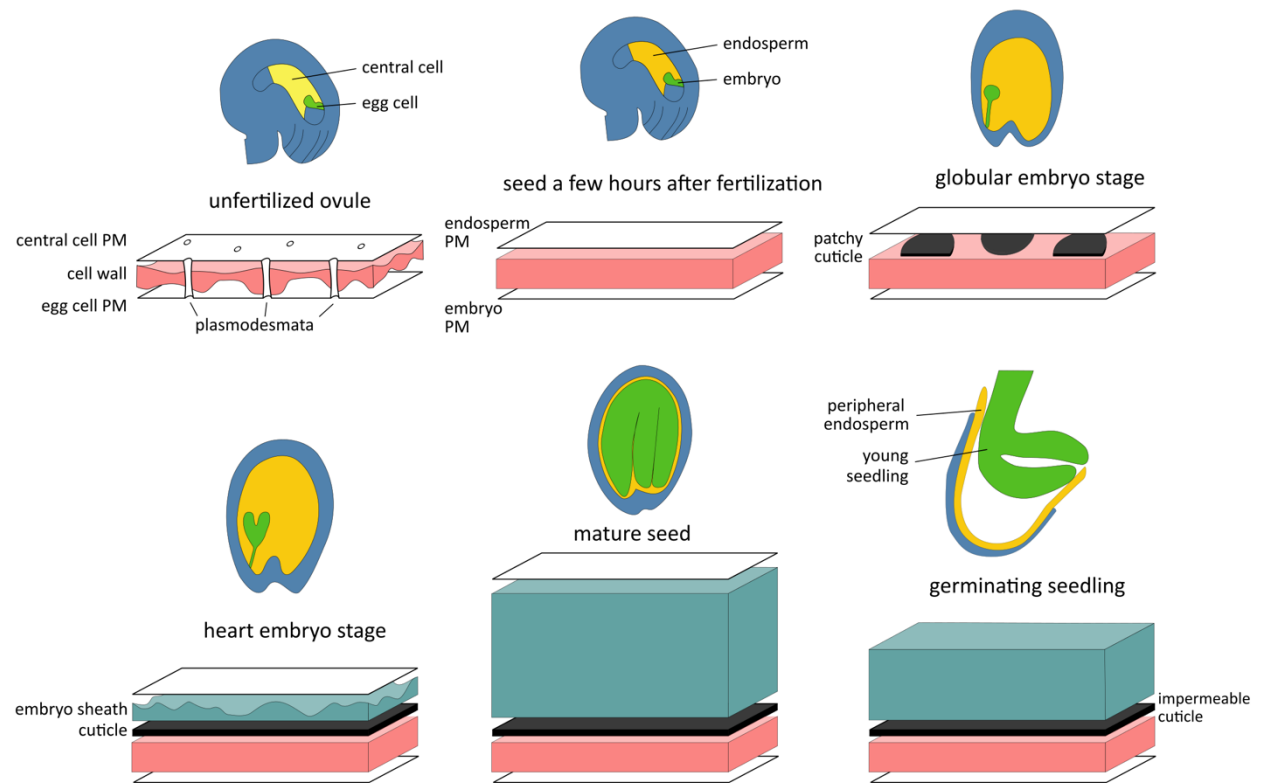 central cell
egg cell
unfertilized ovule
central cell PM
cell wall
egg cell PM
plasmodesmata
endosperm
embryo
seed a few hours after fertilization
endosperm
PM
embryo
PM
globular embryo stage
patchy
cuticle
heart embryo stage
embryo sheath
cuticle
mature seed
peripheral
endosperm
young
seedling
germinating seedling
impermeable
cuticle